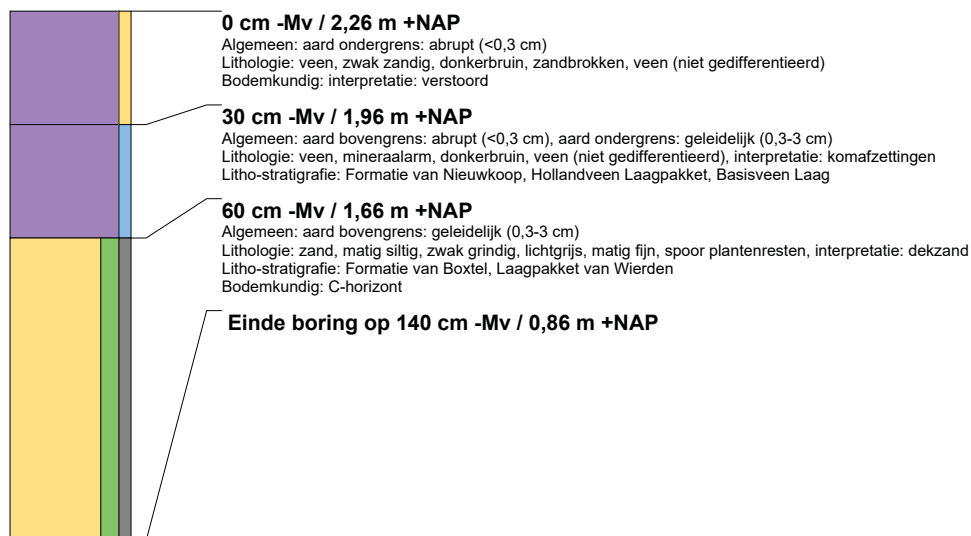 0 cm -Mv / 2,26 m +NAP
Algemeen: aard ondergrens: abrupt (<0,3 cm)
Lithologie: veen, zwak zandig, donkerbruin, zandbrokken, veen (niet gedifferentieerd)
Bodemkundig: interpretatie: verstoord
30 cm -Mv / 1,96 m +NAP
Algemeen: aard bovengrens: abrupt (<0,3 cm), aard ondergrens: geleidelijk (0,3-3 cm)
Lithologie: veen, mineraalarm, donkerbruin, veen (niet gedifferentieerd), interpretatie: komafzettingen
Litho-stratigrafie: Formatie van Nieuwkoop, Hollandveen Laagpakket, Basisveen Laag
60 cm -Mv / 1,66 m +NAP
Algemeen: aard bovengrens: geleidelijk (0,3-3 cm)
Lithologie: zand, matig siltig, zwak grindig, lichtgrijs, matig fijn, spoor plantenresten, interpretatie: dekzand
Litho-stratigrafie: Formatie van Boxtel, Laagpakket van Wierden
Bodemkundig: C-horizont
Einde boring op 140 cm -Mv / 0,86 m +NAP